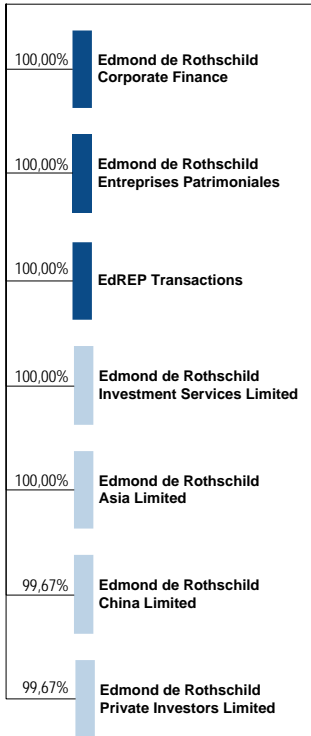 100,00%
Edmond de Rothschild
Corporate Finance
100,00%
Edmond de Rothschild
Entreprises Patrimoniales
100,00%
EdREP Transactions
100,00%
Edmond de Rothschild
Investment Services Limited
100,00%
Edmond de Rothschild
Asia Limited
99,67%
Edmond de Rothschild
China Limited
99,67%
Edmond de Rothschild
Private Investors Limited